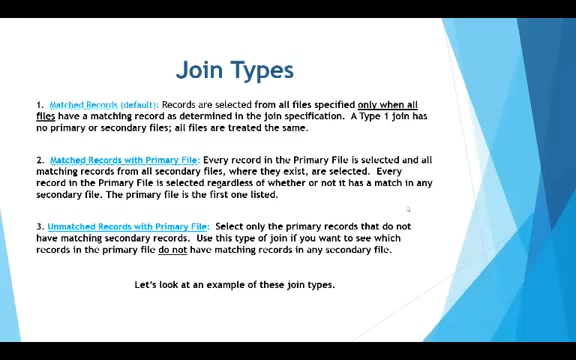 Join Types
1. Matched Records (default): Records are selected from all files specified only when all
files have a matching record as determined in the join specification. A Type 1 join has
no primary or secondary files; all files are treated the same.
2. Matched Records with Primary File: Every record in the Primary File is selected and all
matching records from all secondary files, where they exist, are selected. Every
record in the Primary File is selected regardless of whether or not it has a match in any
secondary file. The primary file is the first one listed.
3. Unmatched Records with Primary File: Select only the primary records that do not
have matching secondary records. Use this type of join if you want to see which
records in the primary file do not have matching records in any secondary file.
Let's look at an example of these join types.